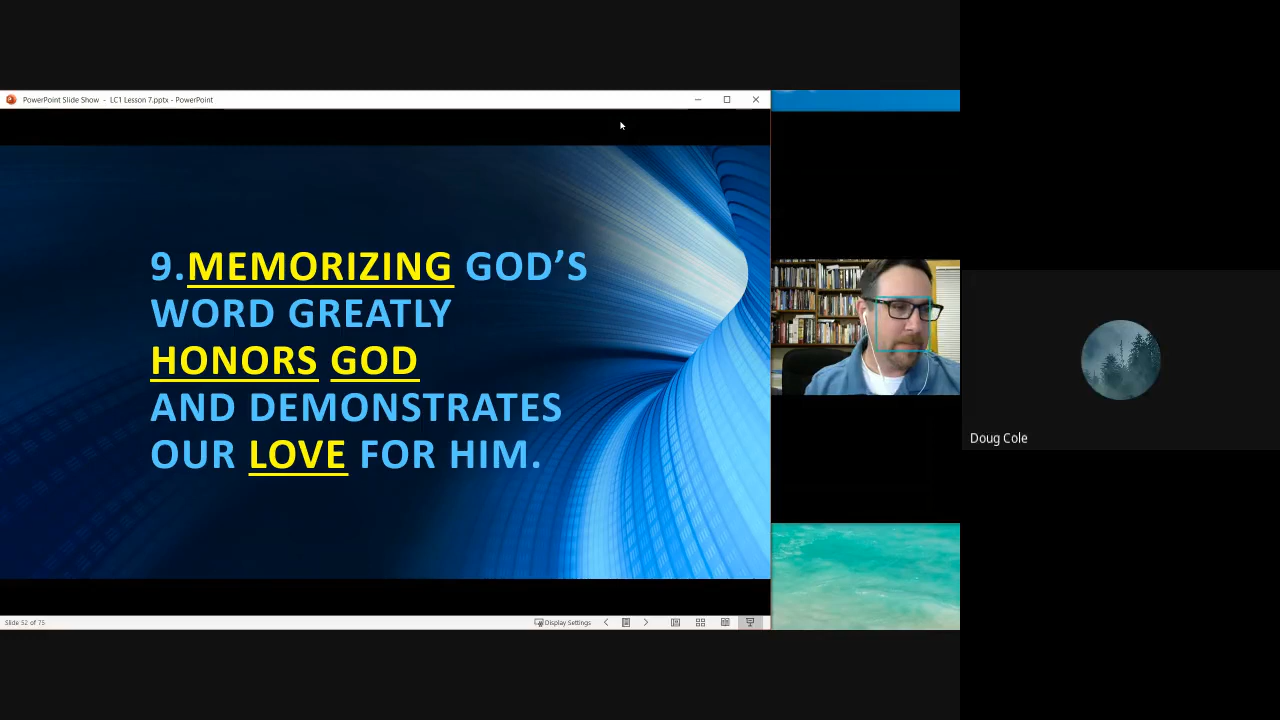 PowerPoint Slide Show - LC1 Lesson 7.pptx - PowerPoint
9.MEMORIZING GOD’S
WORD GREATLY
HONORS GOD
AND DEMONSTRATES
OUR LOVE FOR HIM.
Doug Cole
Slide 52 of 75
Display Settings